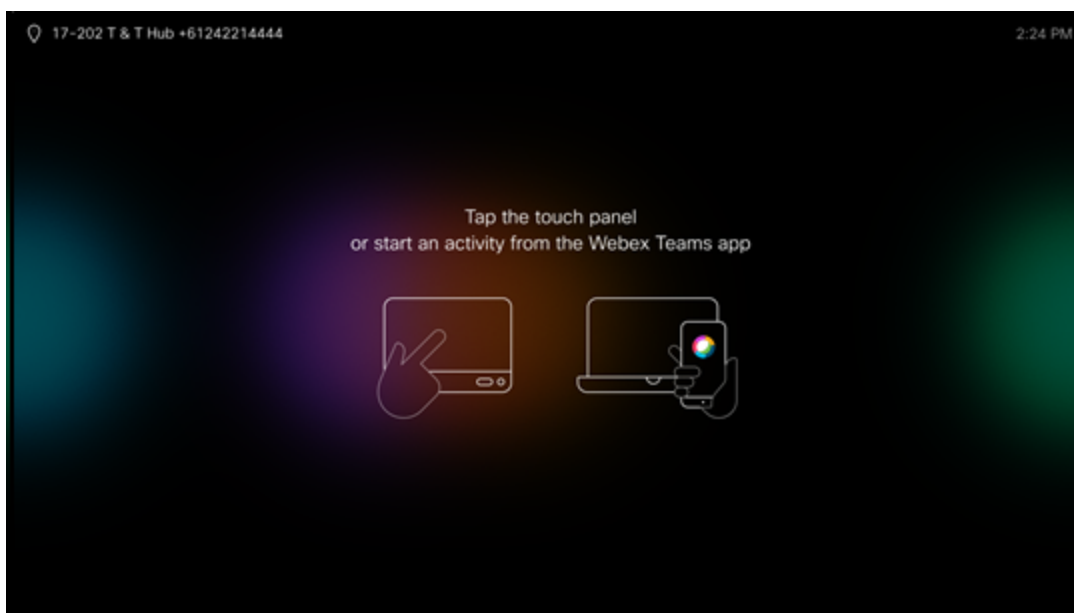 17-202 T & T Hub +61242214444
2:24 PM
Tap the touch panel
or start an activity from the Webex Teams app